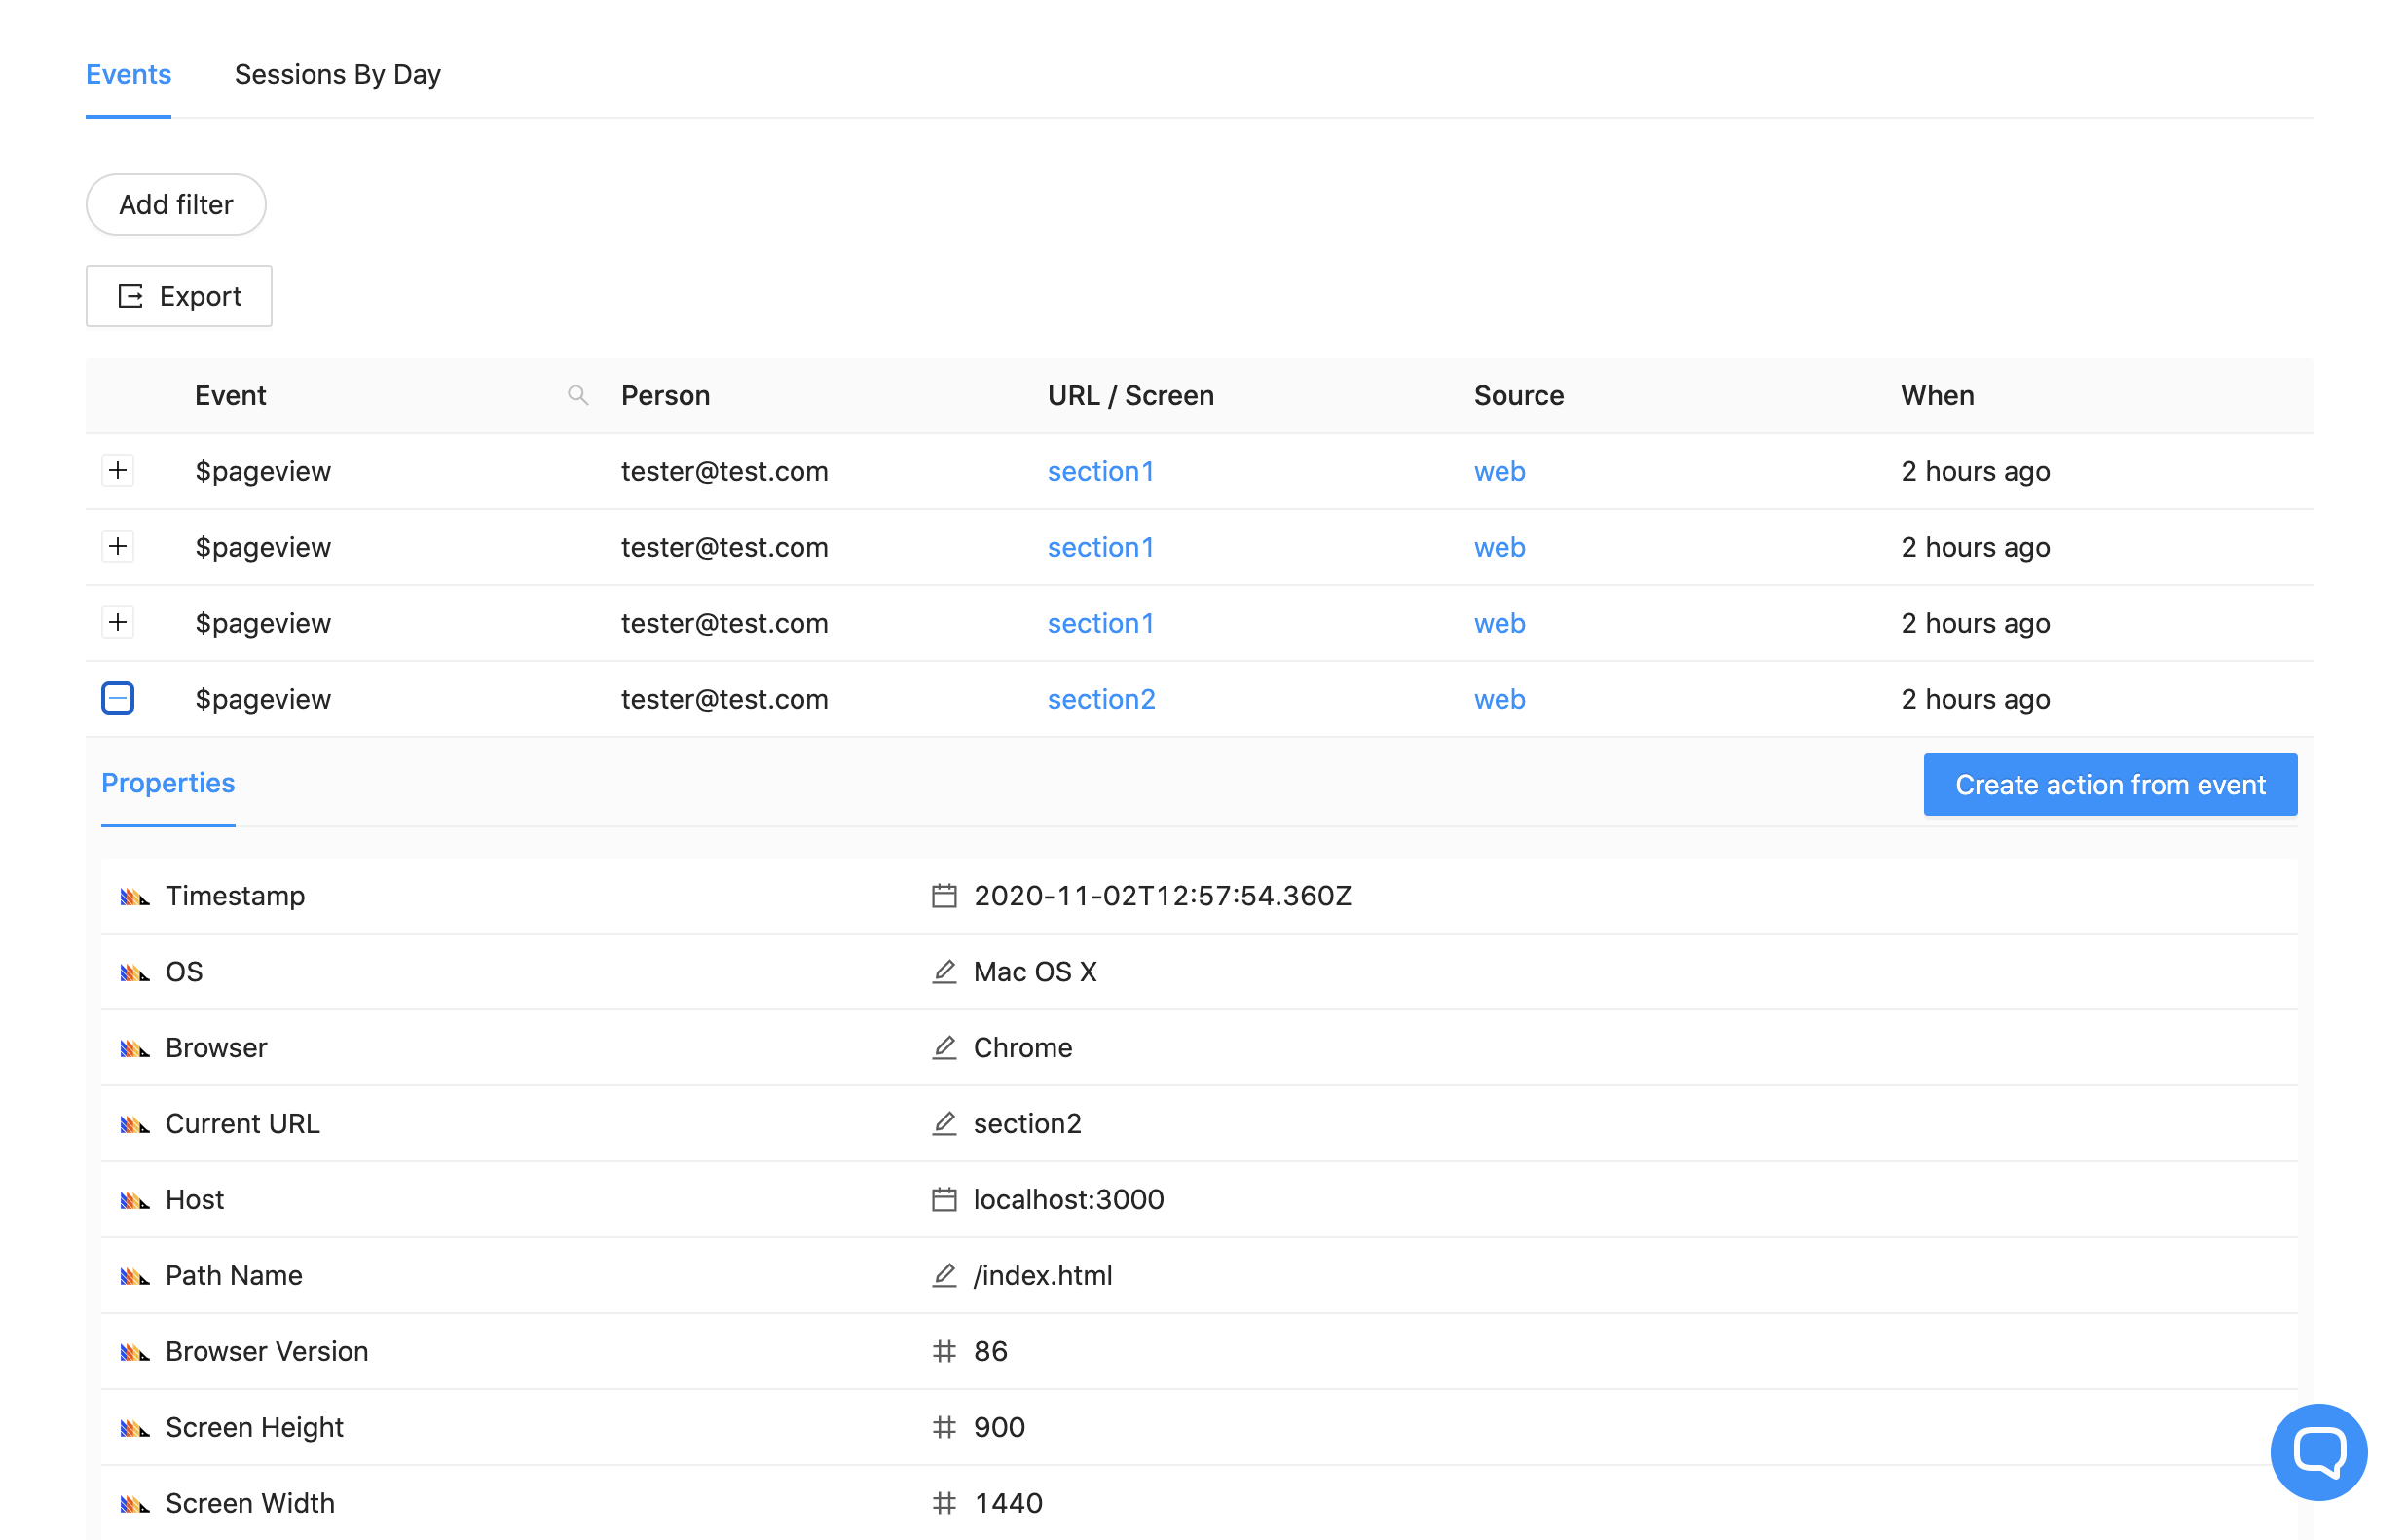 Events Sessions By Day
Add filter
Export
Event Person URL / Screen Source When
$pageview tester@test.com section1 web 2 hours ago
$pageview tester@test.com section1 web 2 hours ago
$pageview tester@test.com section1 web 2 hours ago
$pageview tester@test.com section2 web 2 hours ago
Properties Create action from event
Timestamp 2020-11-02T12:57:54.360Z
OS Mac OS X
Browser Chrome
Current URL section2
Host localhost:3000
Path Name /index.html
Browser Version 86
Screen Height 900
Screen Width 1440